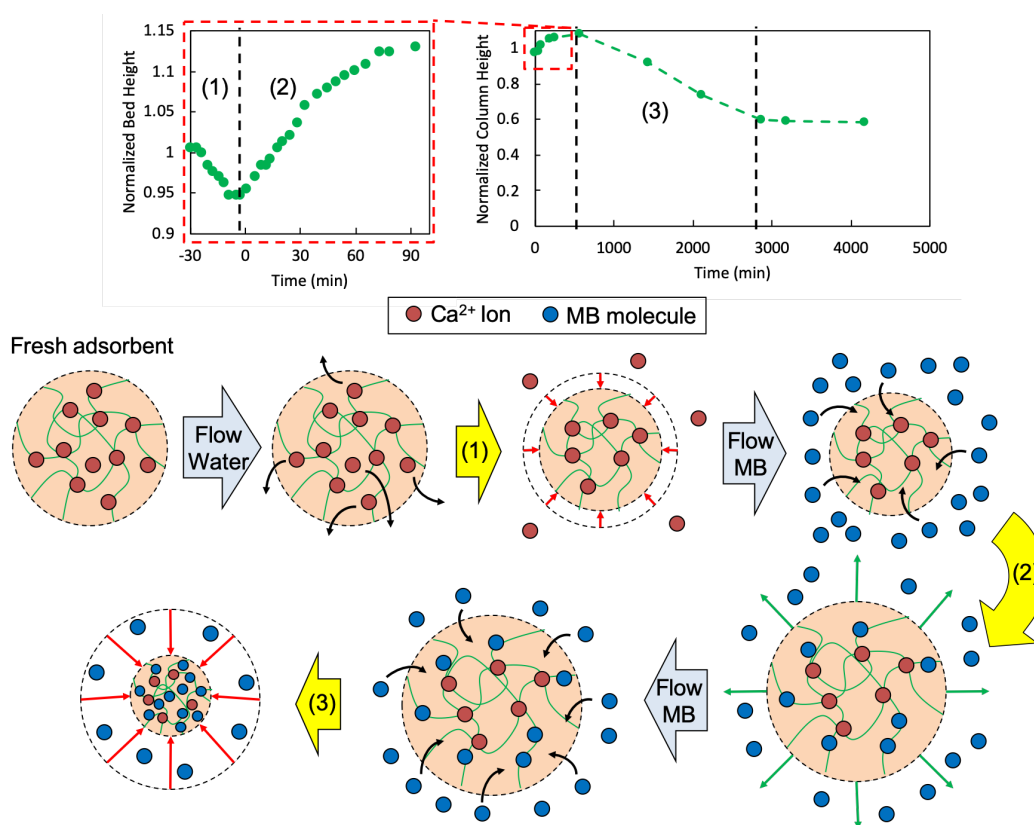 1.15
1.1
1.05
1
0.95
0.9
Normalized Bed Height
(1)
(2)
-30
0
30
60
90
Time (min)
1
0.8
0.6
0.4
0.2
0
Normalized Column Height
(3)
0
1000
2000
3000
4000
5000
Time (min)
Ca²⁺ Ion
MB molecule
Fresh adsorbent
Flow
Water
(1)
Flow
MB
(2)
Flow
MB
(3)